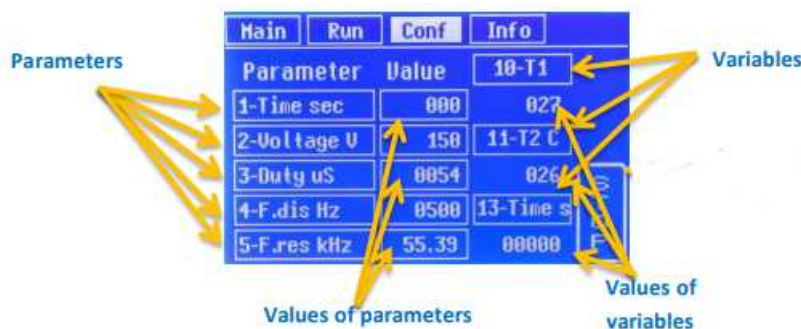 Main Run Conf Info
Parameters
Variables
Parameter Value 10-T1
1-Time sec 000 027
2-Voltage V 150 11-T2 C
3-Duty uS 0054 026
4-F.dis Hz 0500 13-Time s
5-F.res kHz 55.39 00000
Values of parameters
Values of
variables